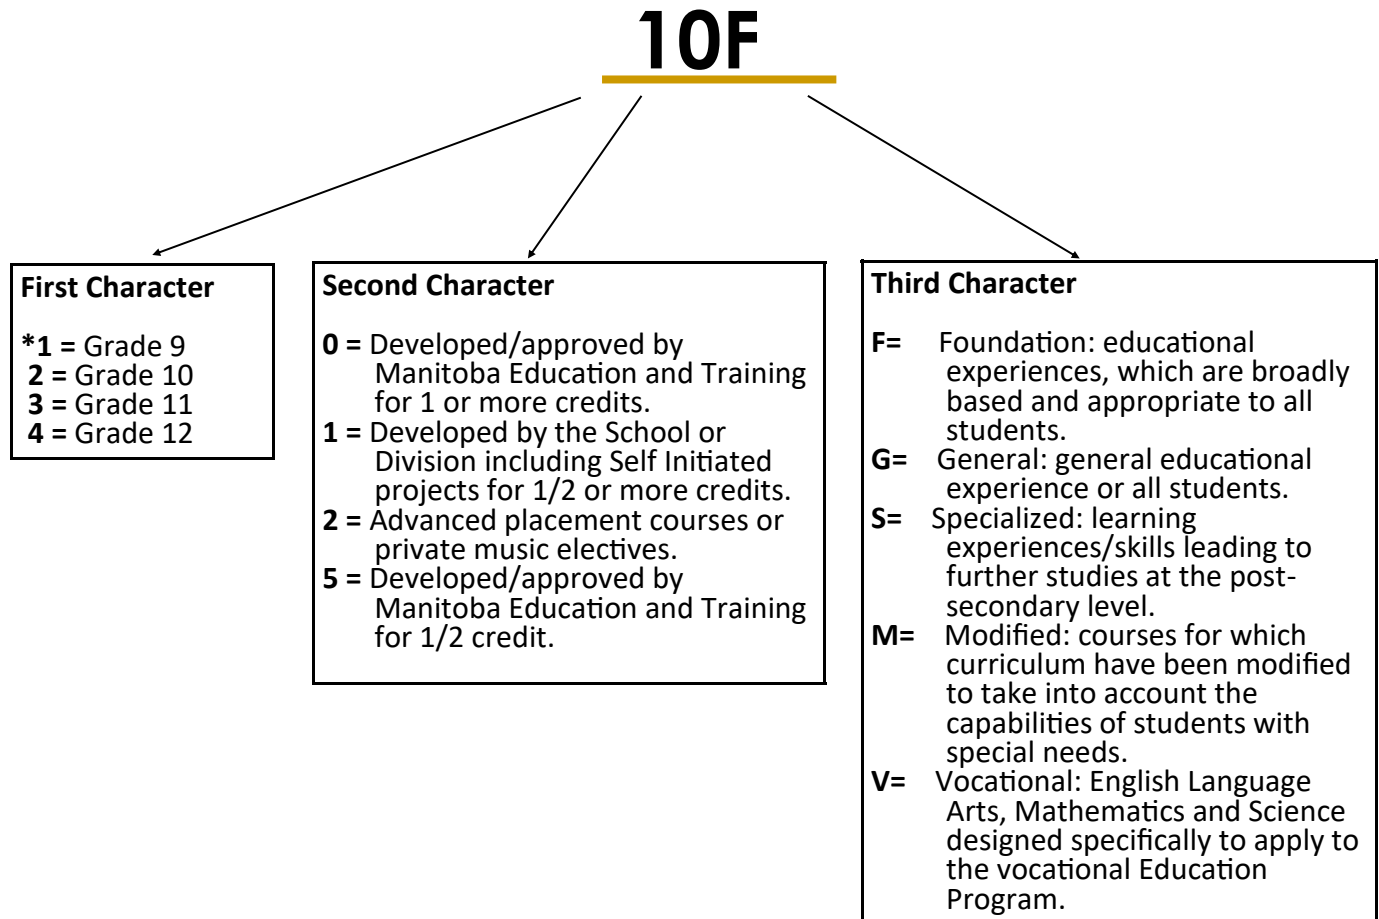 10F
First Character
*1 = Grade 9
2 = Grade 10
3 = Grade 11
4 = Grade 12
Second Character
0 = Developed/approved by
Manitoba Education and Training
for 1 or more credits.
1 = Developed by the School or
Division including Self Initiated
projects for 1/2 or more credits.
2 = Advanced placement courses or
private music electives.
5 = Developed/approved by
Manitoba Education and Training
for 1/2 credit.
Third Character
F= Foundation: educational
experiences, which are broadly
based and appropriate to all
students.
G= General: general educational
experience or all students.
S= Specialized: learning
experiences/skills leading to
further studies at the post-
secondary level.
M= Modified: courses for which
curriculum have been modified
to take into account the
capabilities of students with
special needs.
V= Vocational: English Language
Arts, Mathematics and Science
designed specifically to apply to
the vocational Education
Program.